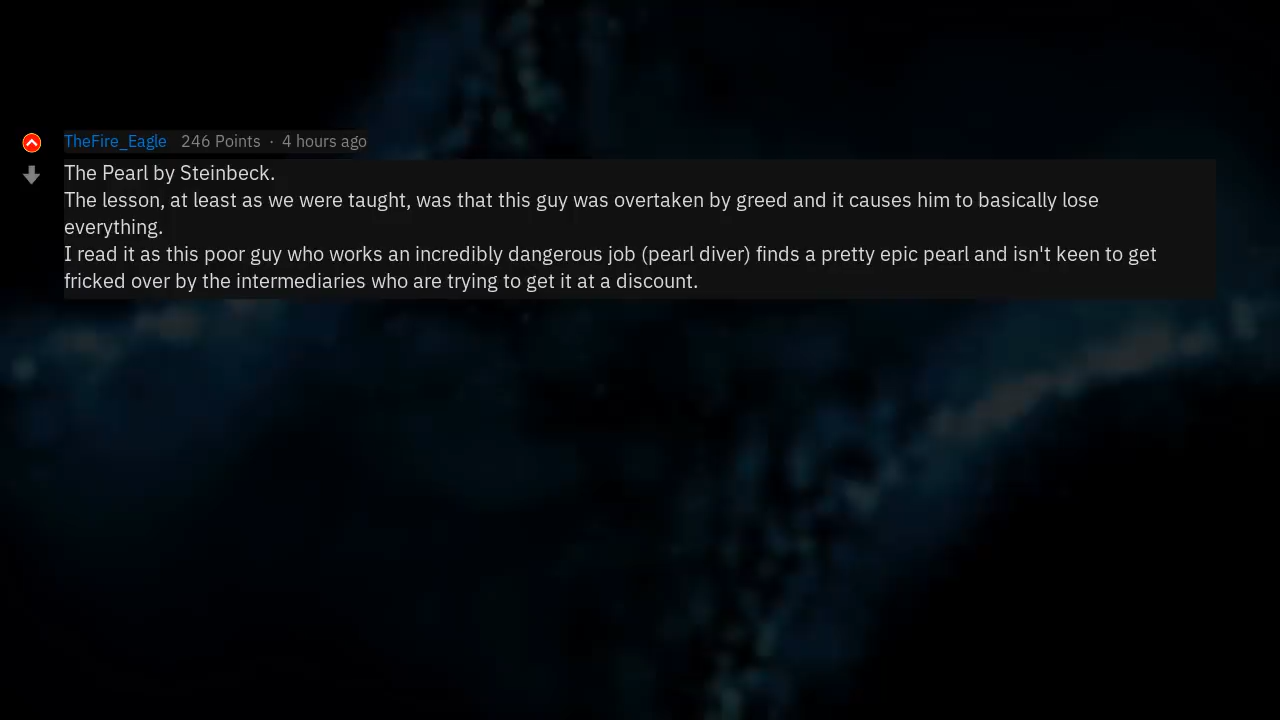 TheFire_Eagle 246 Points · 4 hours ago
The Pearl by Steinbeck.
The lesson, at least as we were taught, was that this guy was overtaken by greed and it causes him to basically lose
everything.
I read it as this poor guy who works an incredibly dangerous job (pearl diver) finds a pretty epic pearl and isn't keen to get
fricked over by the intermediaries who are trying to get it at a discount.